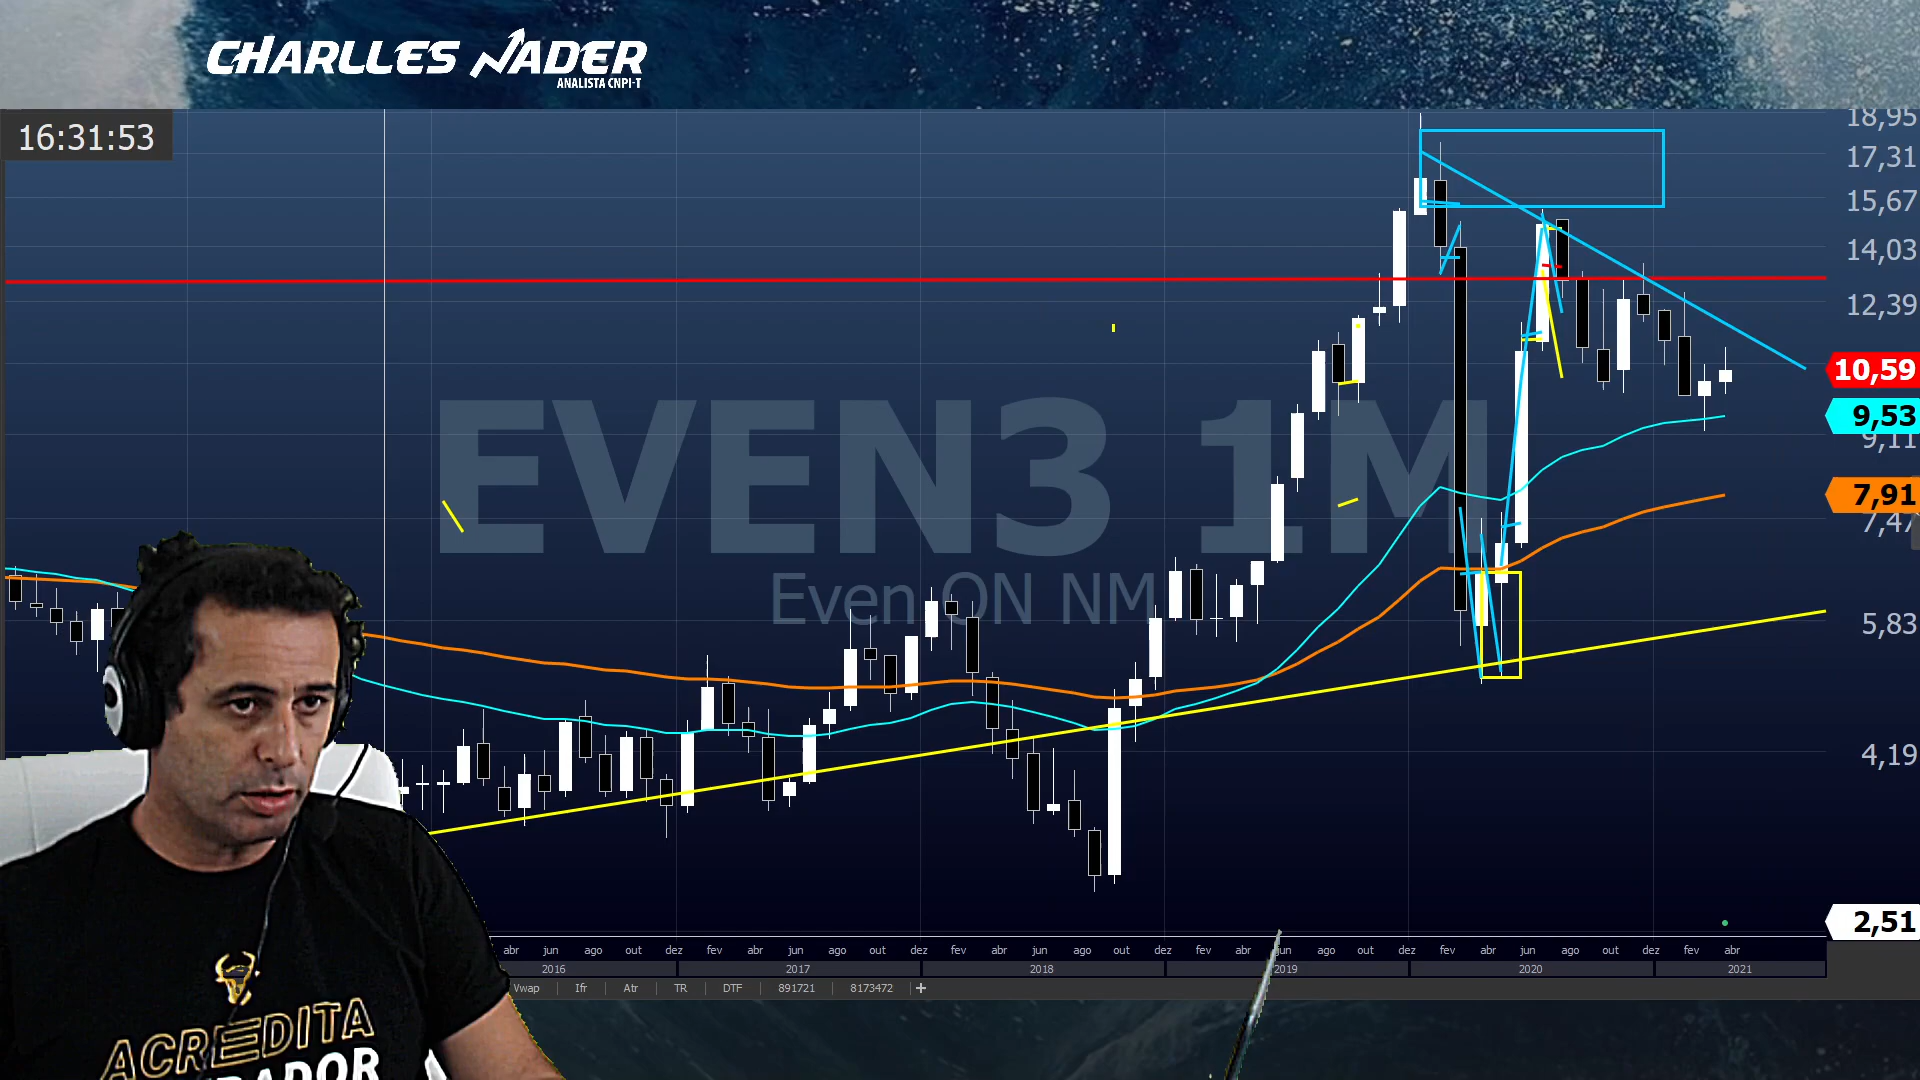 CHARLLES NADER
ANALISTA CNPI-T
16:31:53
18,95
17,31
15,67
14,03
12,39
10,59
9,53
9,11
7,91
7,47
5,83
4,19
2,51
EVEN3 1M
Even ON NM
abr jun ago out dez fev abr jun ago out dez fev abr jun ago out dez fev abr jun ago out dez fev abr jun ago out dez fev abr
2016 2017 2018 2019 2020 2021
Vwap Ifr Atr TR DTF 891721 8173472 +
ACREDITA